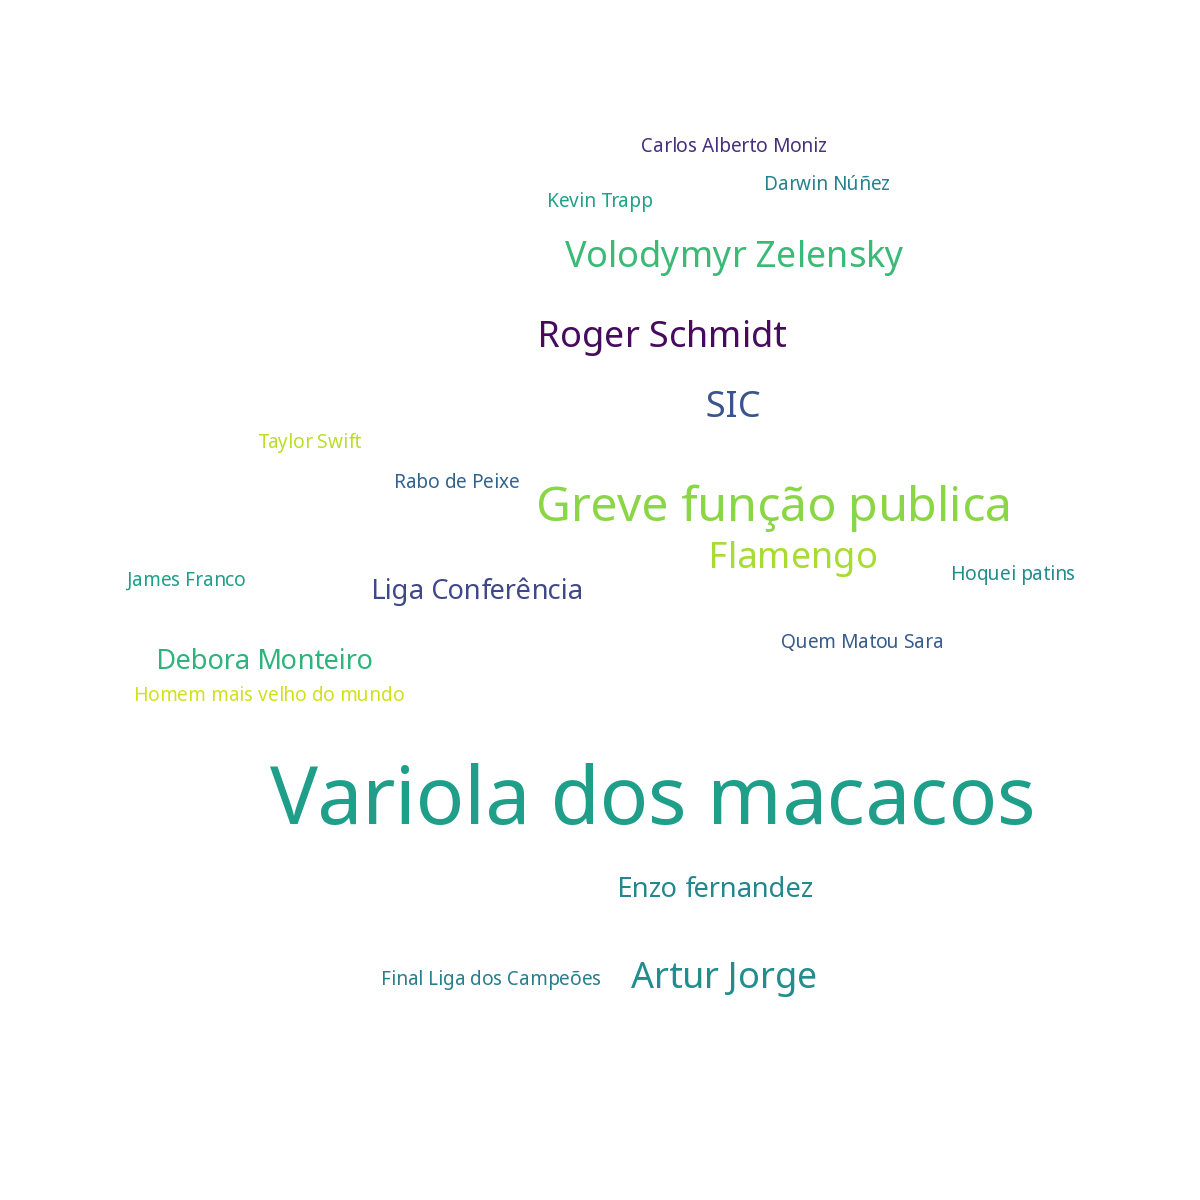 Carlos Alberto Moniz
Darwin Núñez
Kevin Trapp
Volodymyr Zelensky
Roger Schmidt
SIC
Taylor Swift
Rabo de Peixe
Greve função publica
Flamengo
Hoquei patins
James Franco
Liga Conferência
Quem Matou Sara
Debora Monteiro
Homem mais velho do mundo
Variola dos macacos
Enzo fernandez
Final Liga dos Campeões
Artur Jorge